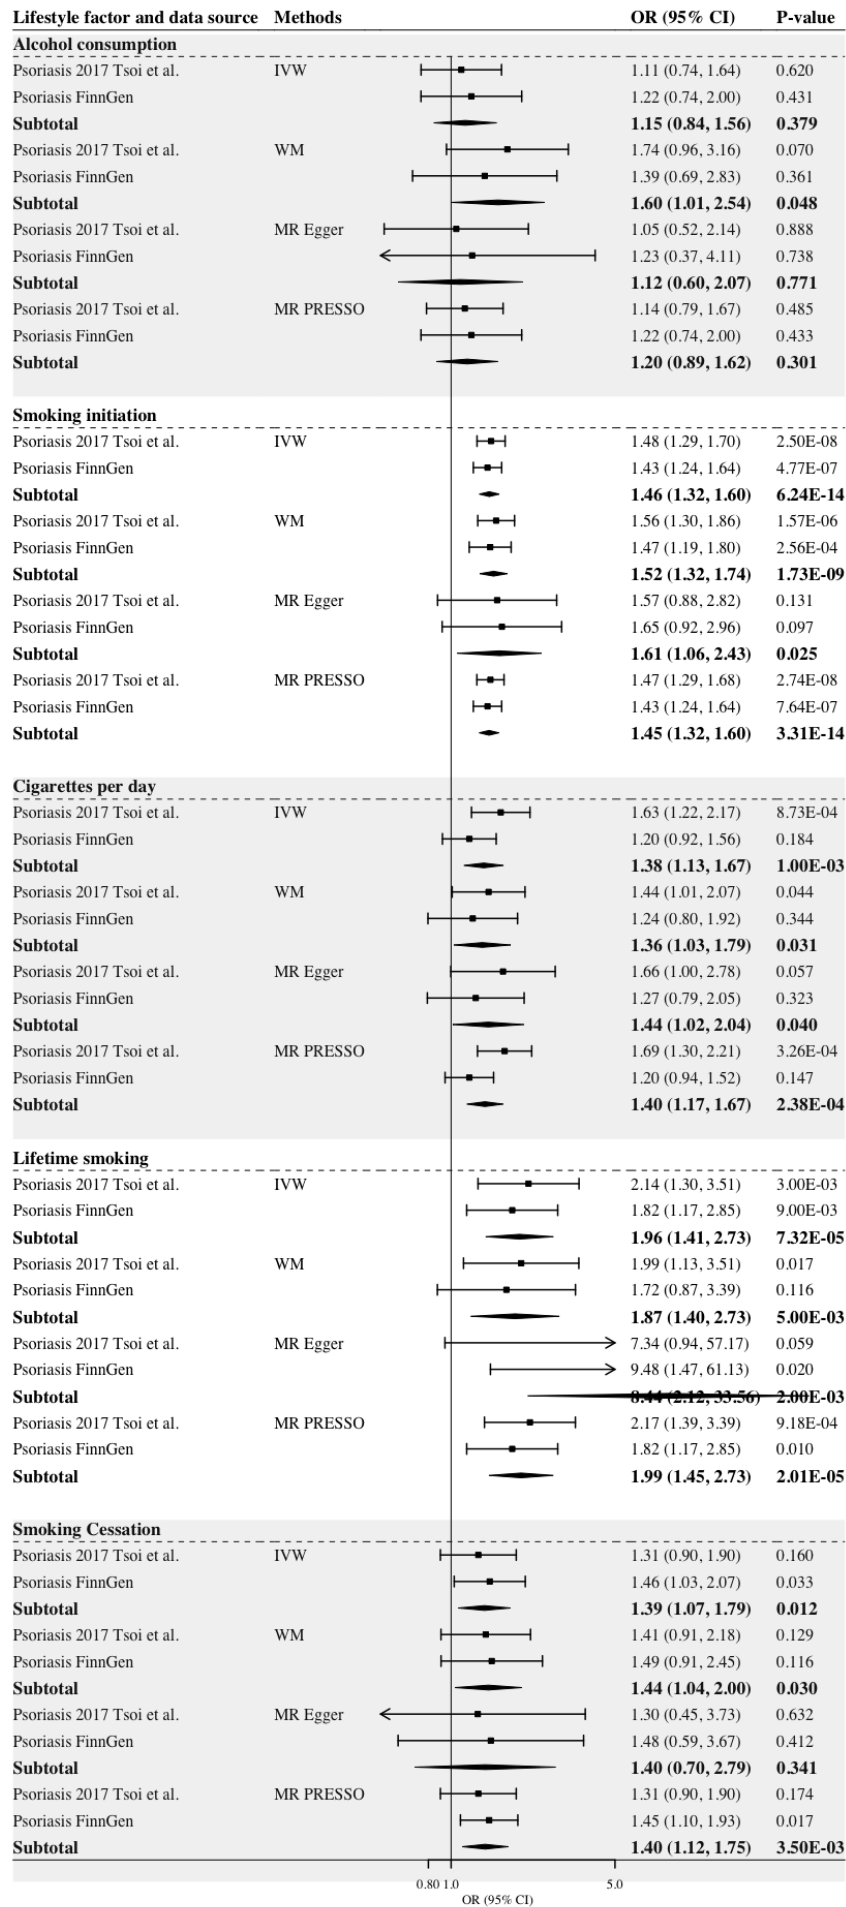 Lifestyle factor and data source Methods OR (95% CI) P-value
Alcohol consumption
Psoriasis 2017 Tsoi et al. IVW 1.11 (0.74, 1.64) 0.620
Psoriasis FinnGen 1.22 (0.74, 2.00) 0.431
Subtotal 1.15 (0.84, 1.56) 0.379
Psoriasis 2017 Tsoi et al. WM 1.74 (0.96, 3.16) 0.070
Psoriasis FinnGen 1.39 (0.69, 2.83) 0.361
Subtotal 1.60 (1.01, 2.54) 0.048
Psoriasis 2017 Tsoi et al. MR Egger 1.05 (0.52, 2.14) 0.888
Psoriasis FinnGen 1.23 (0.37, 4.11) 0.738
Subtotal 1.12 (0.60, 2.07) 0.771
Psoriasis 2017 Tsoi et al. MR PRESSO 1.14 (0.79, 1.67) 0.485
Psoriasis FinnGen 1.22 (0.74, 2.00) 0.433
Subtotal 1.20 (0.89, 1.62) 0.301
Smoking initiation
Psoriasis 2017 Tsoi et al. IVW 1.48 (1.29, 1.70) 2.50E-08
Psoriasis FinnGen 1.43 (1.24, 1.64) 4.77E-07
Subtotal 1.46 (1.32, 1.60) 6.24E-14
Psoriasis 2017 Tsoi et al. WM 1.56 (1.30, 1.86) 1.57E-06
Psoriasis FinnGen 1.47 (1.19, 1.80) 2.56E-04
Subtotal 1.52 (1.32, 1.74) 1.73E-09
Psoriasis 2017 Tsoi et al. MR Egger 1.57 (0.88, 2.82) 0.131
Psoriasis FinnGen 1.65 (0.92, 2.96) 0.097
Subtotal 1.61 (1.06, 2.43) 0.025
Psoriasis 2017 Tsoi et al. MR PRESSO 1.47 (1.29, 1.68) 2.74E-08
Psoriasis FinnGen 1.43 (1.24, 1.64) 7.64E-07
Subtotal 1.45 (1.32, 1.60) 3.31E-14
Cigarettes per day
Psoriasis 2017 Tsoi et al. IVW 1.63 (1.22, 2.17) 8.73E-04
Psoriasis FinnGen 1.20 (0.92, 1.56) 0.184
Subtotal 1.38 (1.13, 1.67) 1.00E-03
Psoriasis 2017 Tsoi et al. WM 1.44 (1.01, 2.07) 0.044
Psoriasis FinnGen 1.24 (0.80, 1.92) 0.344
Subtotal 1.36 (1.03, 1.79) 0.031
Psoriasis 2017 Tsoi et al. MR Egger 1.66 (1.00, 2.78) 0.057
Psoriasis FinnGen 1.27 (0.79, 2.05) 0.323
Subtotal 1.44 (1.02, 2.04) 0.040
Psoriasis 2017 Tsoi et al. MR PRESSO 1.69 (1.30, 2.21) 3.26E-04
Psoriasis FinnGen 1.20 (0.94, 1.52) 0.147
Subtotal 1.40 (1.17, 1.67) 2.38E-04
Lifetime smoking
Psoriasis 2017 Tsoi et al. IVW 2.14 (1.30, 3.51) 3.00E-03
Psoriasis FinnGen 1.82 (1.17, 2.85) 9.00E-03
Subtotal 1.96 (1.41, 2.73) 7.32E-05
Psoriasis 2017 Tsoi et al. WM 1.99 (1.13, 3.51) 0.017
Psoriasis FinnGen 1.72 (0.87, 3.39) 0.116
Subtotal 1.87 (1.40, 2.73) 5.00E-03
Psoriasis 2017 Tsoi et al. MR Egger 7.34 (0.94, 57.17) 0.059
Psoriasis FinnGen 9.48 (1.47, 61.13) 0.020
Subtotal 8.44 (2.12, 33.56) 2.00E-03
Psoriasis 2017 Tsoi et al. MR PRESSO 2.17 (1.39, 3.39) 9.18E-04
Psoriasis FinnGen 1.82 (1.17, 2.85) 0.010
Subtotal 1.99 (1.45, 2.73) 2.01E-05
Smoking Cessation
Psoriasis 2017 Tsoi et al. IVW 1.31 (0.90, 1.90) 0.160
Psoriasis FinnGen 1.46 (1.03, 2.07) 0.033
Subtotal 1.39 (1.07, 1.79) 0.012
Psoriasis 2017 Tsoi et al. WM 1.41 (0.91, 2.18) 0.129
Psoriasis FinnGen 1.49 (0.91, 2.45) 0.116
Subtotal 1.44 (1.04, 2.00) 0.030
Psoriasis 2017 Tsoi et al. MR Egger 1.30 (0.45, 3.73) 0.632
Psoriasis FinnGen 1.48 (0.59, 3.67) 0.412
Subtotal 1.40 (0.70, 2.79) 0.341
Psoriasis 2017 Tsoi et al. MR PRESSO 1.31 (0.90, 1.90) 0.174
Psoriasis FinnGen 1.45 (1.10, 1.93) 0.017
Subtotal 1.40 (1.12, 1.75) 3.50E-03
0.80 1.0 5.0
OR (95% CI)